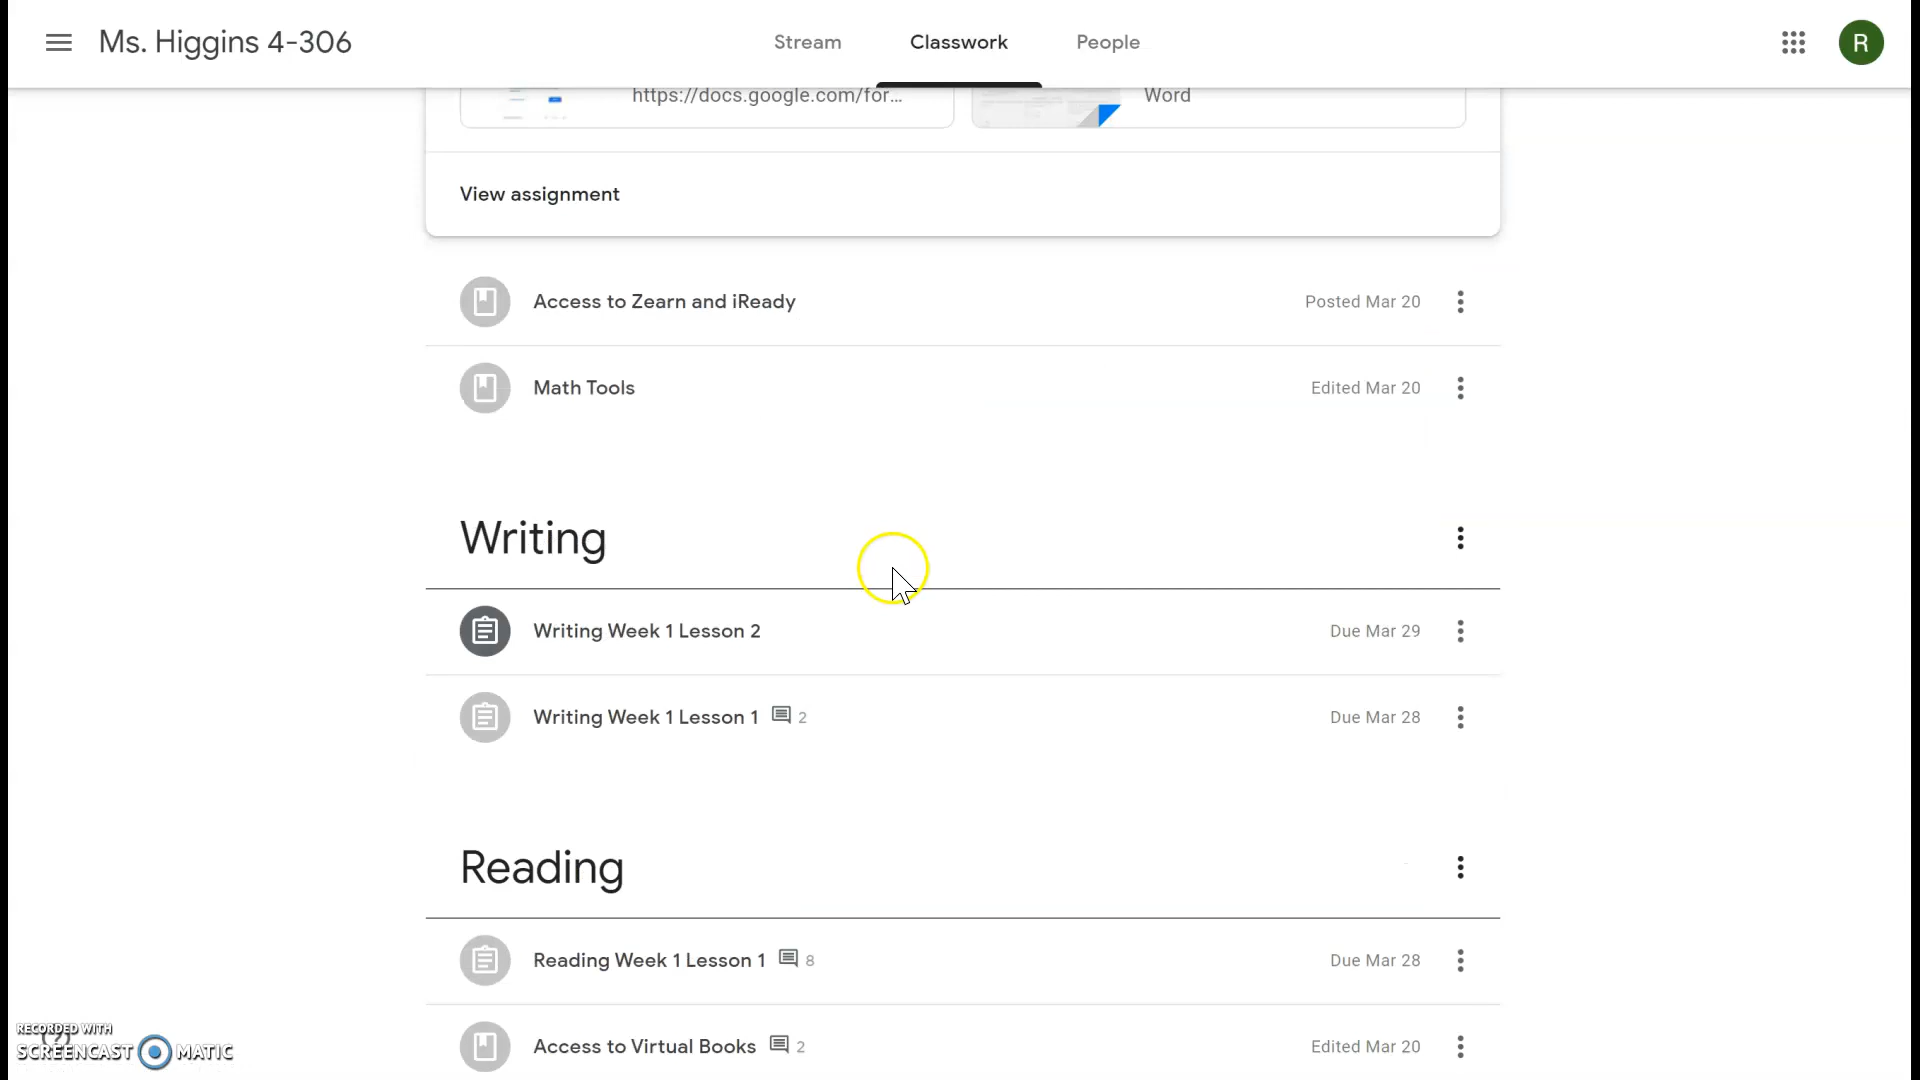 Ms. Higgins 4-306
Stream
Classwork
People
R
https://docs.google.com/for...
Word
View assignment
Access to Zearn and iReady
Posted Mar 20
Math Tools
Edited Mar 20
Writing
Writing Week 1 Lesson 2
Due Mar 29
Writing Week 1 Lesson 1 2
Due Mar 28
Reading
Reading Week 1 Lesson 1 8
Due Mar 28
Access to Virtual Books 2
Edited Mar 20
RECORDED WITH
SCREENCAST MATIC